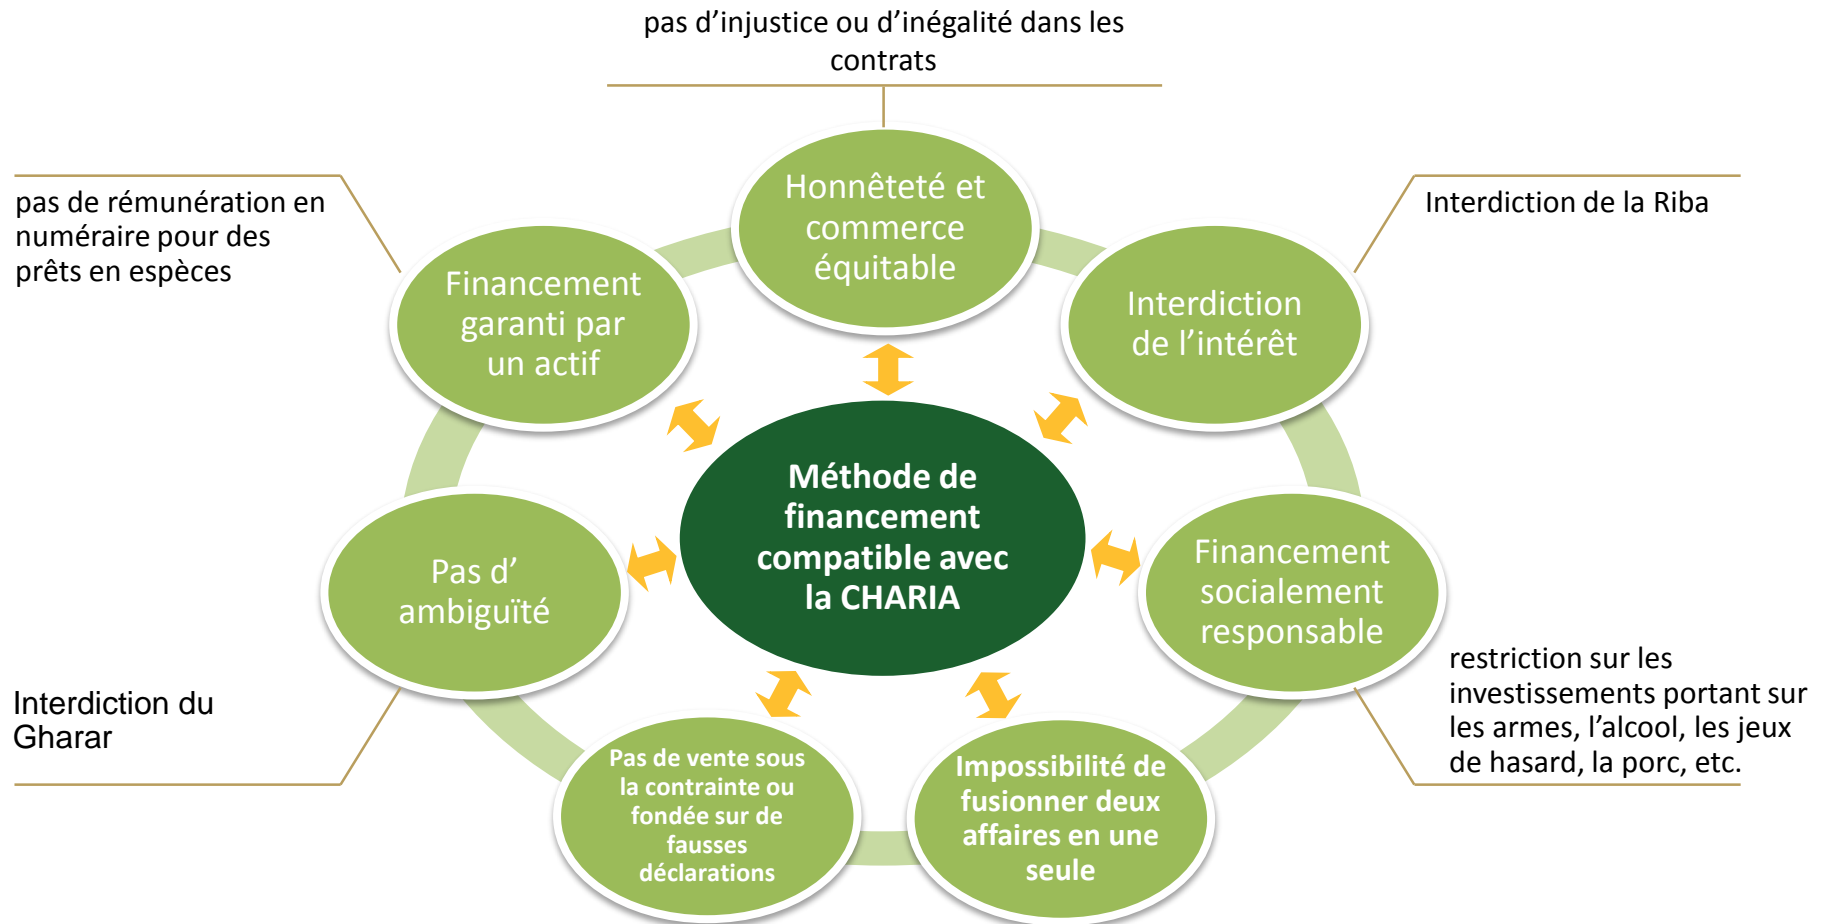 pas d’injustice ou d’inégalité dans les
contrats
Honnêteté et
commerce
équitable
pas de rémunération en
numéraire pour des
prêts en espèces
Financement
garanti par
un actif
Interdiction de la Riba
Interdiction
de l’intérêt
Méthode de
financement
compatible avec
la CHARIA
Pas d’
ambiguïté
Interdiction du
Gharar
Financement
socialement
responsable
restriction sur les
investissements portant sur
les armes, l’alcool, les jeux
de hasard, la porc, etc.
Pas de vente sous
la contrainte ou
fondée sur de
fausses
déclarations
Impossibilité de
fusionner deux
affaires en une
seule